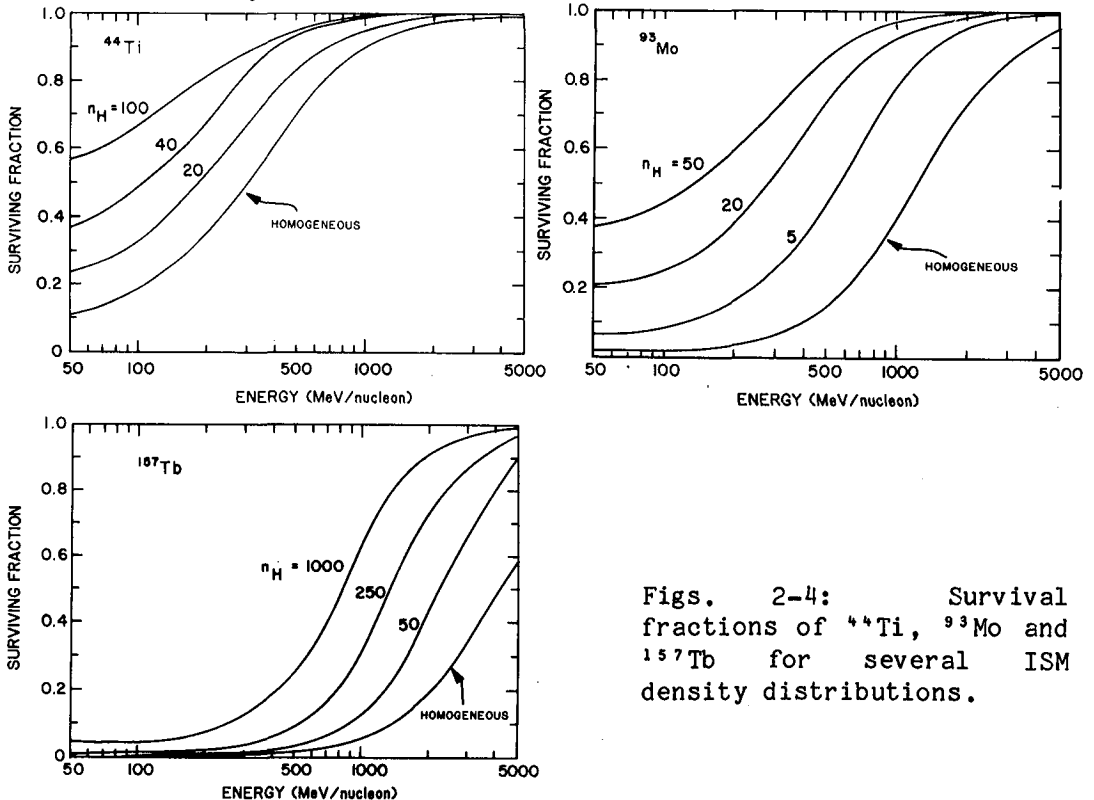 1.0
0.8
0.6
0.4
0.2
0
SURVIVING FRACTION
⁴⁴Ti
n_H = 100
40
20
HOMOGENEOUS
50 100 500 1000 5000
ENERGY (MeV/nucleon)
1.0
0.8
0.6
0.4
0.2
SURVIVING FRACTION
⁹³Mo
n_H = 50
20
5
HOMOGENEOUS
50 100 500 1000 5000
ENERGY (MeV/nucleon)
1.0
0.8
0.6
0.4
0.2
0
SURVIVING FRACTION
¹⁵⁷Tb
n_H = 1000
250
50
HOMOGENEOUS
50 100 500 1000 5000
ENERGY (MeV/nucleon)
Figs. 2-4: Survival
fractions of ⁴⁴Ti, ⁹³Mo and
¹⁵⁷Tb for several ISM
density distributions.